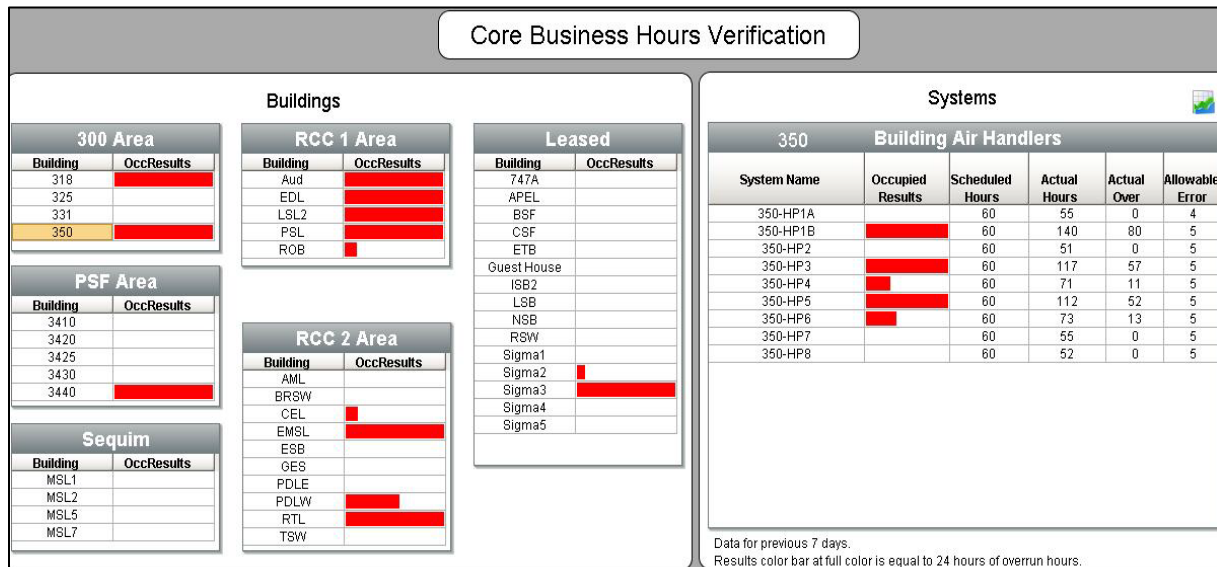 Core Business Hours Verification
Buildings
300 Area
Building OccResults
318
325
331
350
PSF Area
Building OccResults
3410
3420
3425
3430
3440
Sequim
Building OccResults
MSL1
MSL2
MSL5
MSL7
RCC 1 Area
Building OccResults
Aud
EDL
LSL2
PSL
ROB
RCC 2 Area
Building OccResults
AML
BRSW
CEL
EMSL
ESB
GES
PDLE
PDLW
RTL
TSW
Leased
Building OccResults
747A
APEL
BSF
CSF
ETB
Guest House
ISB2
LSB
NSB
RSW
Sigma1
Sigma2
Sigma3
Sigma4
Sigma5
Systems
350 Building Air Handlers
System Name Occupied Results Scheduled Hours Actual Hours Actual Over Allowable Error
350-HP1A 60 55 0 4
350-HP1B 60 140 80 5
350-HP2 60 51 0 5
350-HP3 60 117 57 5
350-HP4 60 71 11 5
350-HP5 60 112 52 5
350-HP6 60 73 13 5
350-HP7 60 55 0 5
350-HP8 60 52 0 5
Data for previous 7 days.
Results color bar at full color is equal to 24 hours of overrun hours.